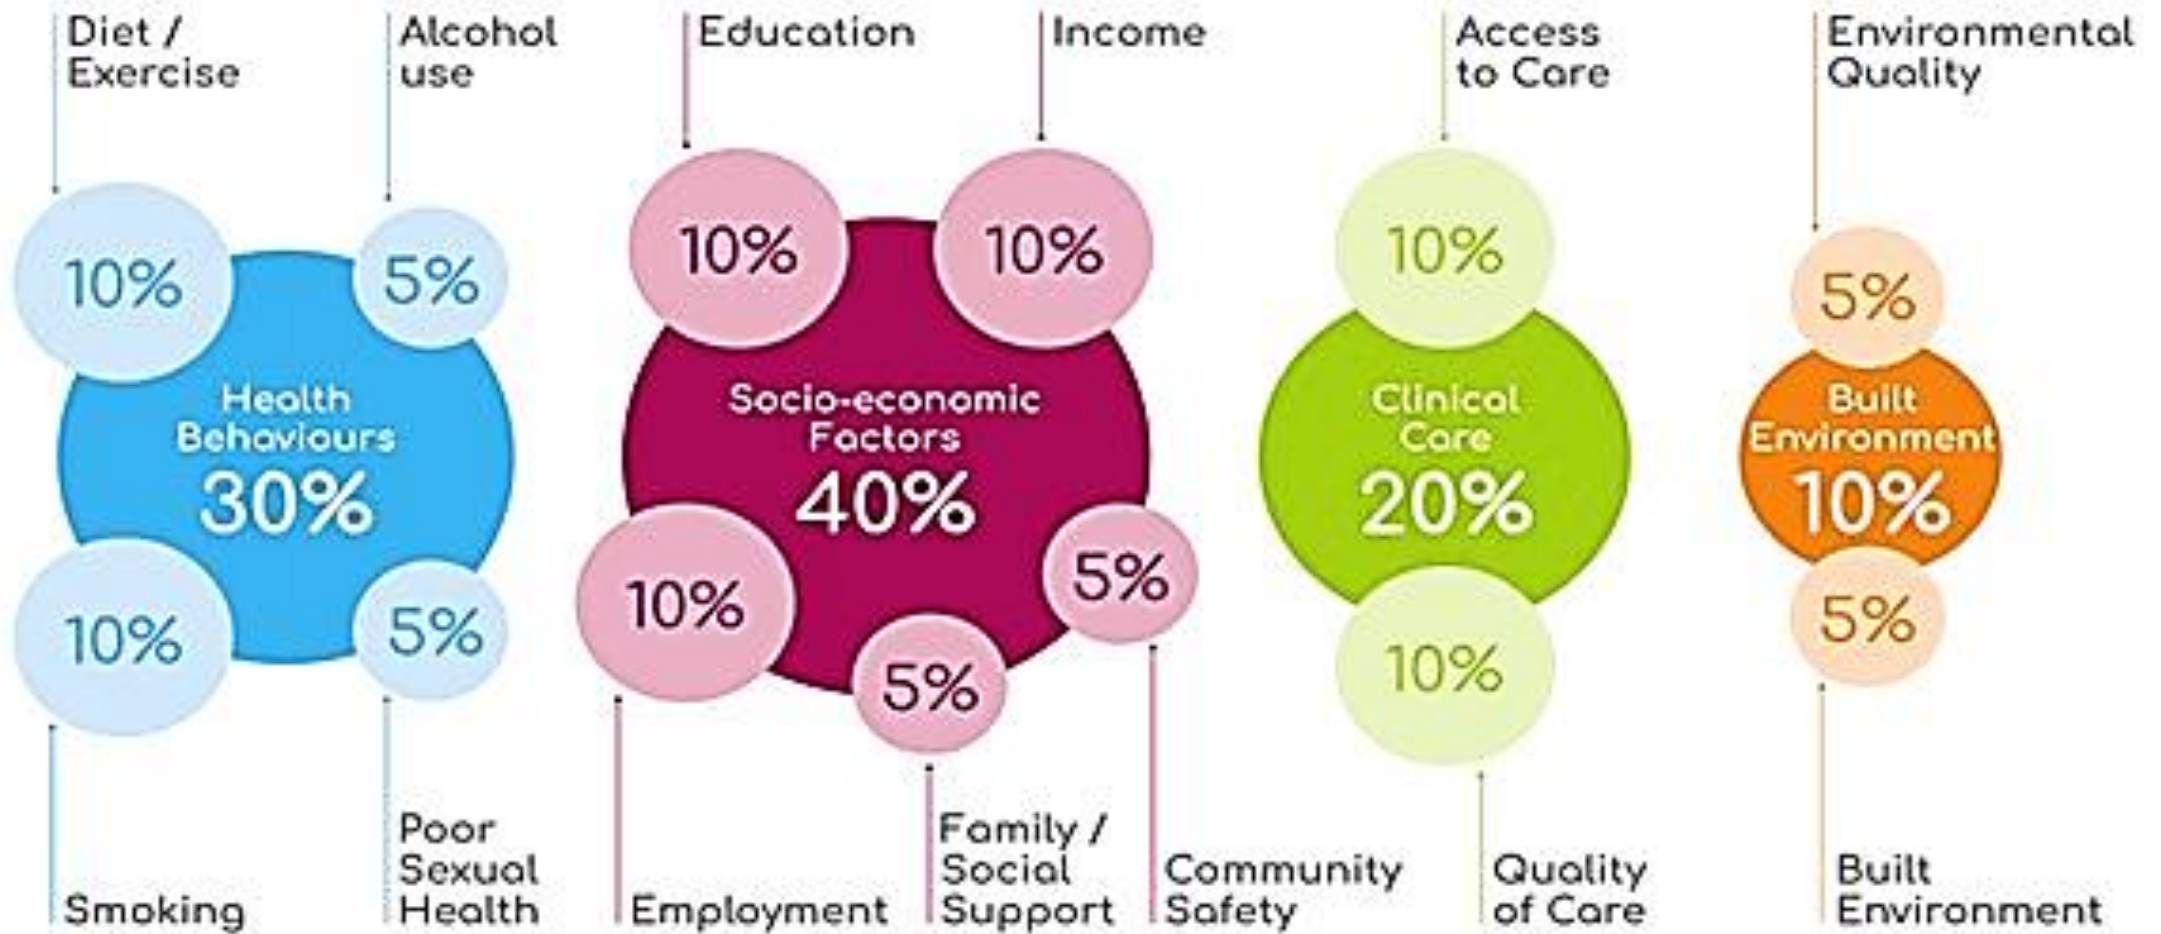 Diet /
Exercise
Alcohol
use
Education
Income
Access
to Care
Environmental
Quality
10%
5%
10%
10%
10%
5%
Health
Behaviours
30%
Socio-economic
Factors
40%
Clinical
Care
20%
Built
Environment
10%
10%
5%
10%
5%
5%
10%
5%
Smoking
Poor
Sexual
Health
Employment
Family /
Social
Support
Community
Safety
Quality
of Care
Built
Environment